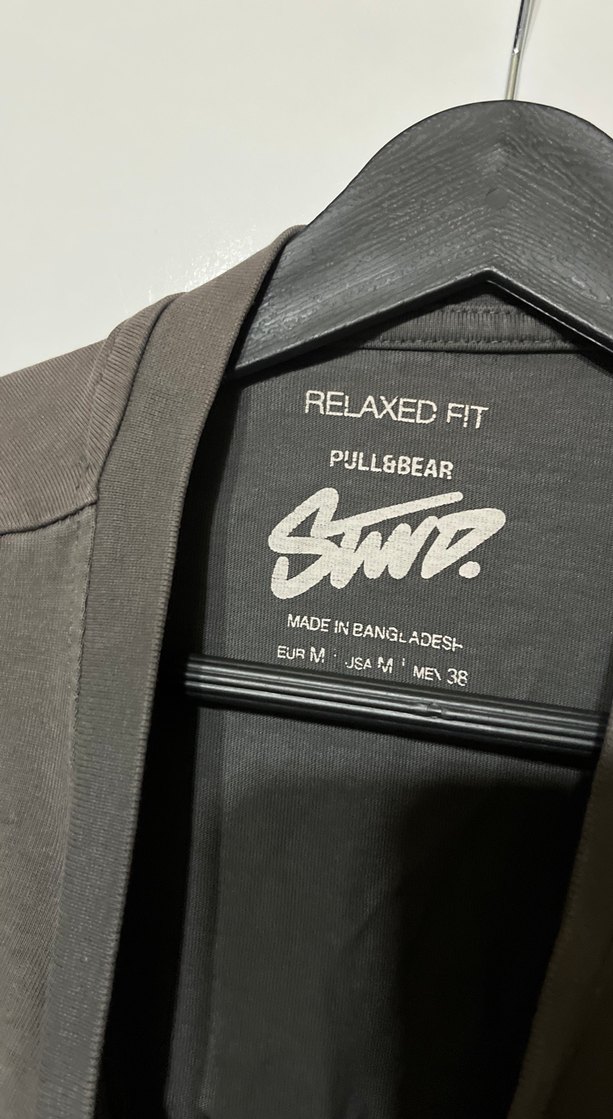 RELAXED FIT
PULL&BEAR
STWD.
MADE IN BANGLADESH
EUR M | USA M | MEX 38